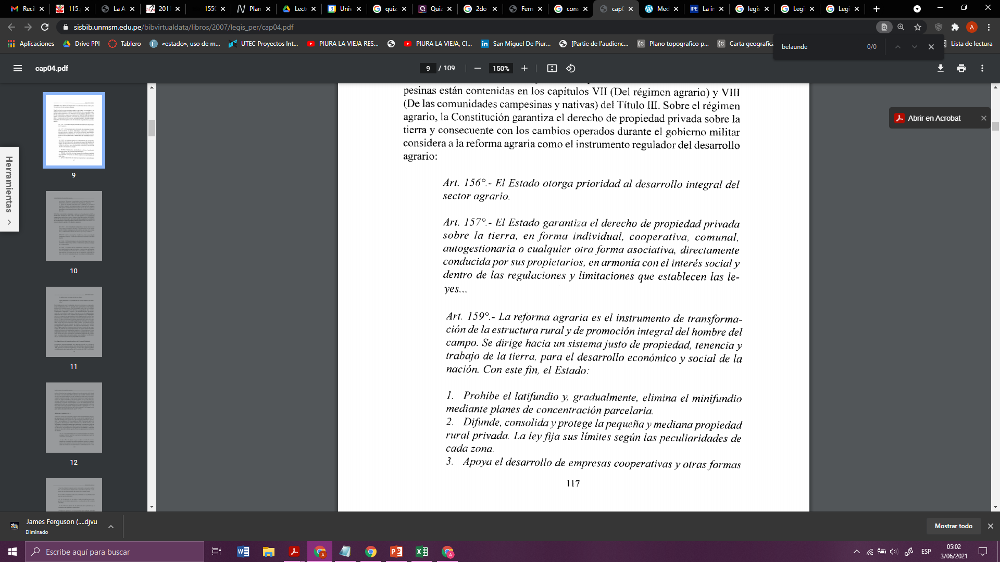 Reci
115.
La A
2011
1550
Plan
Lect
Univ
quiz
Quiz
2do
Fern
cons
cap0
Med
La in
legis
Legi
Legi
sisbib.unmsm.edu.pe/bibvirtualdata/libros/2007/legis_per/cap04.pdf
A
Aplicaciones
Drive PPI
Tablero
«estado», uso de m...
UTEC Proyectos Int...
PIURA LA VIEJA RES...
PIURA LA VIEJA, CI...
San Miguel De Piur...
[Partie de l'audienc...
Plano topografico p...
Carta geografica
Lista de lectura
belaunde
0/0
cap04.pdf
9 / 109
150%
Abrir en Acrobat
Herramientas
9
10
11
12
pesinas están contenidas en los capítulos VII (Del régimen agrario) y VIII
(De las comunidades campesinas y nativas) del Título III. Sobre el régimen
agrario, la Constitución garantiza el derecho de propiedad privada sobre la
tierra y consecuente con los cambios operados durante el gobierno militar
considera a la reforma agraria como el instrumento regulador del desarrollo
agrario:
Art. 156°.- El Estado otorga prioridad al desarrollo integral del
sector agrario.
Art. 157°.- El Estado garantiza el derecho de propiedad privada
sobre la tierra, en forma individual, cooperativa, comunal,
autogestionaria o cualquier otra forma asociativa, directamente
conducida por sus propietarios, en armonía con el interés social y
dentro de las regulaciones y limitaciones que establecen las le-
yes...
Art. 159°.- La reforma agraria es el instrumento de transforma-
ción de la estructura rural y de promoción integral del hombre del
campo. Se dirige hacia un sistema justo de propiedad, tenencia y
trabajo de la tierra, para el desarrollo económico y social de la
nación. Con este fin, el Estado:
1. Prohíbe el latifundio y, gradualmente, elimina el minifundio
mediante planes de concentración parcelaria.
2. Difunde, consolida y protege la pequeña y mediana propiedad
rural privada. La ley fija sus límites según las peculiaridades de
cada zona.
3. Apoya el desarrollo de empresas cooperativas y otras formas
117
James Ferguson (....djvu
Eliminado
Mostrar todo
Escribe aquí para buscar
ESP
05:02
3/06/2021